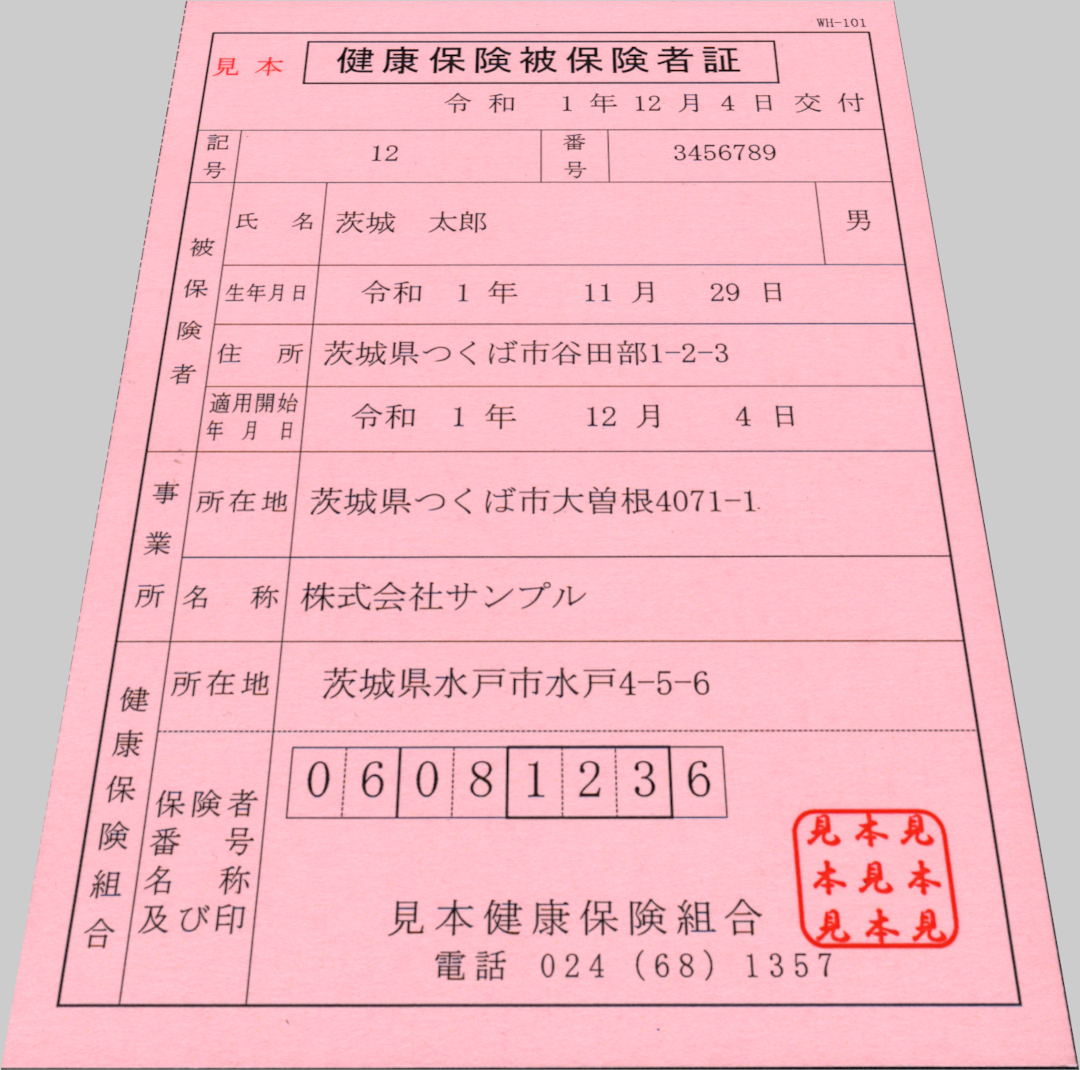 WH-101
見本 健康保険被保険者証
令和 1年12月4日交付
記号 12 番号 3456789
被保険者
氏名 茨城 太郎 男
生年月日 令和 1年 11月 29日
住所 茨城県つくば市谷田部1-2-3
適用開始年月日 令和 1年 12月 4日
事業所
所在地 茨城県つくば市大曽根4071-1
名称 株式会社サンプル
健康保険組合
所在地 茨城県水戸市水戸4-5-6
保険者番号名称及び印
06081236
見本健康保険組合
電話 024(68)1357
見本見
本見本
見本見